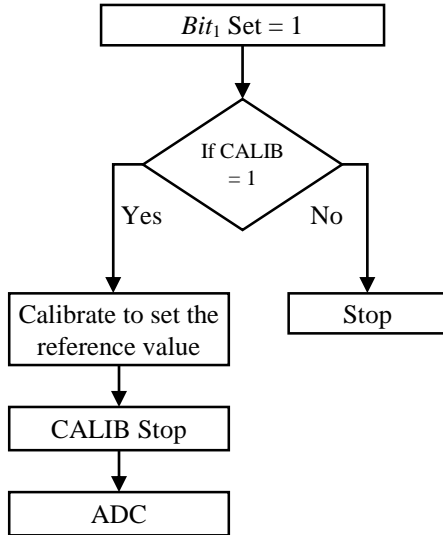 Bit₁ Set = 1
If CALIB
= 1
Yes
No
Calibrate to set the
reference value
Stop
CALIB Stop
ADC